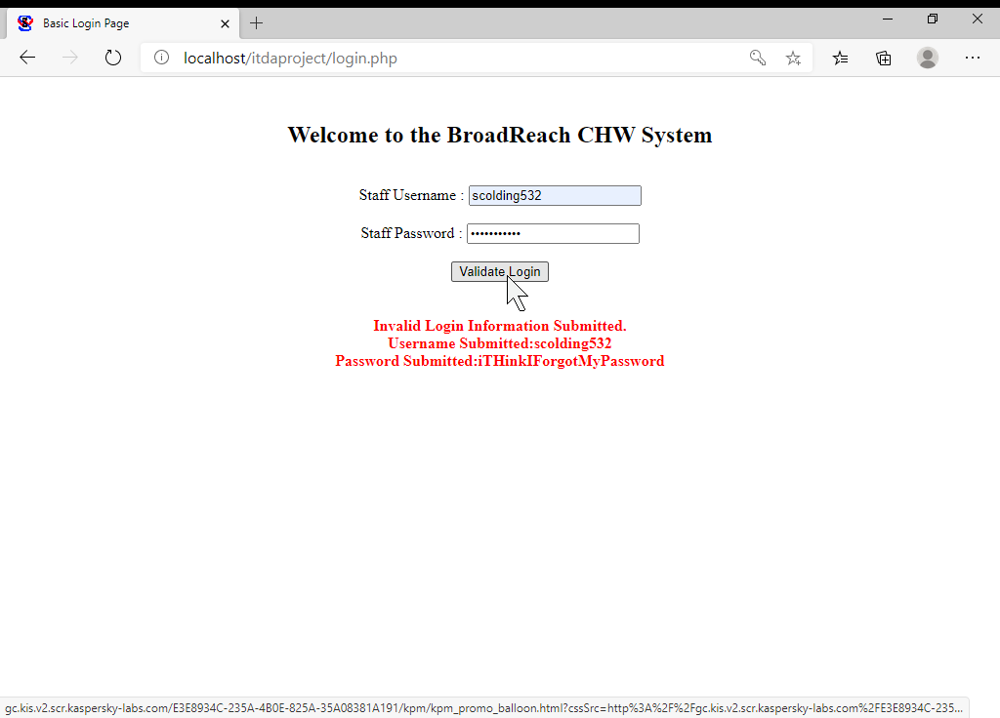 Basic Login Page
localhost/itdaproject/login.php
Welcome to the BroadReach CHW System
Staff Username : scolding532
Staff Password : •••••••••••
Validate Login
Invalid Login Information Submitted.
Username Submitted:scolding532
Password Submitted:iTHinkIForgotMyPassword
gc.kis.v2.scr.kaspersky-labs.com/E3E8934C-235A-4B0E-825A-35A08381A191/kpm/kpm_promo_balloon.html?cssSrc=http%3A%2F%2Fgc.kis.v2.scr.kaspersky-labs.com%2FE3E8934C-235...